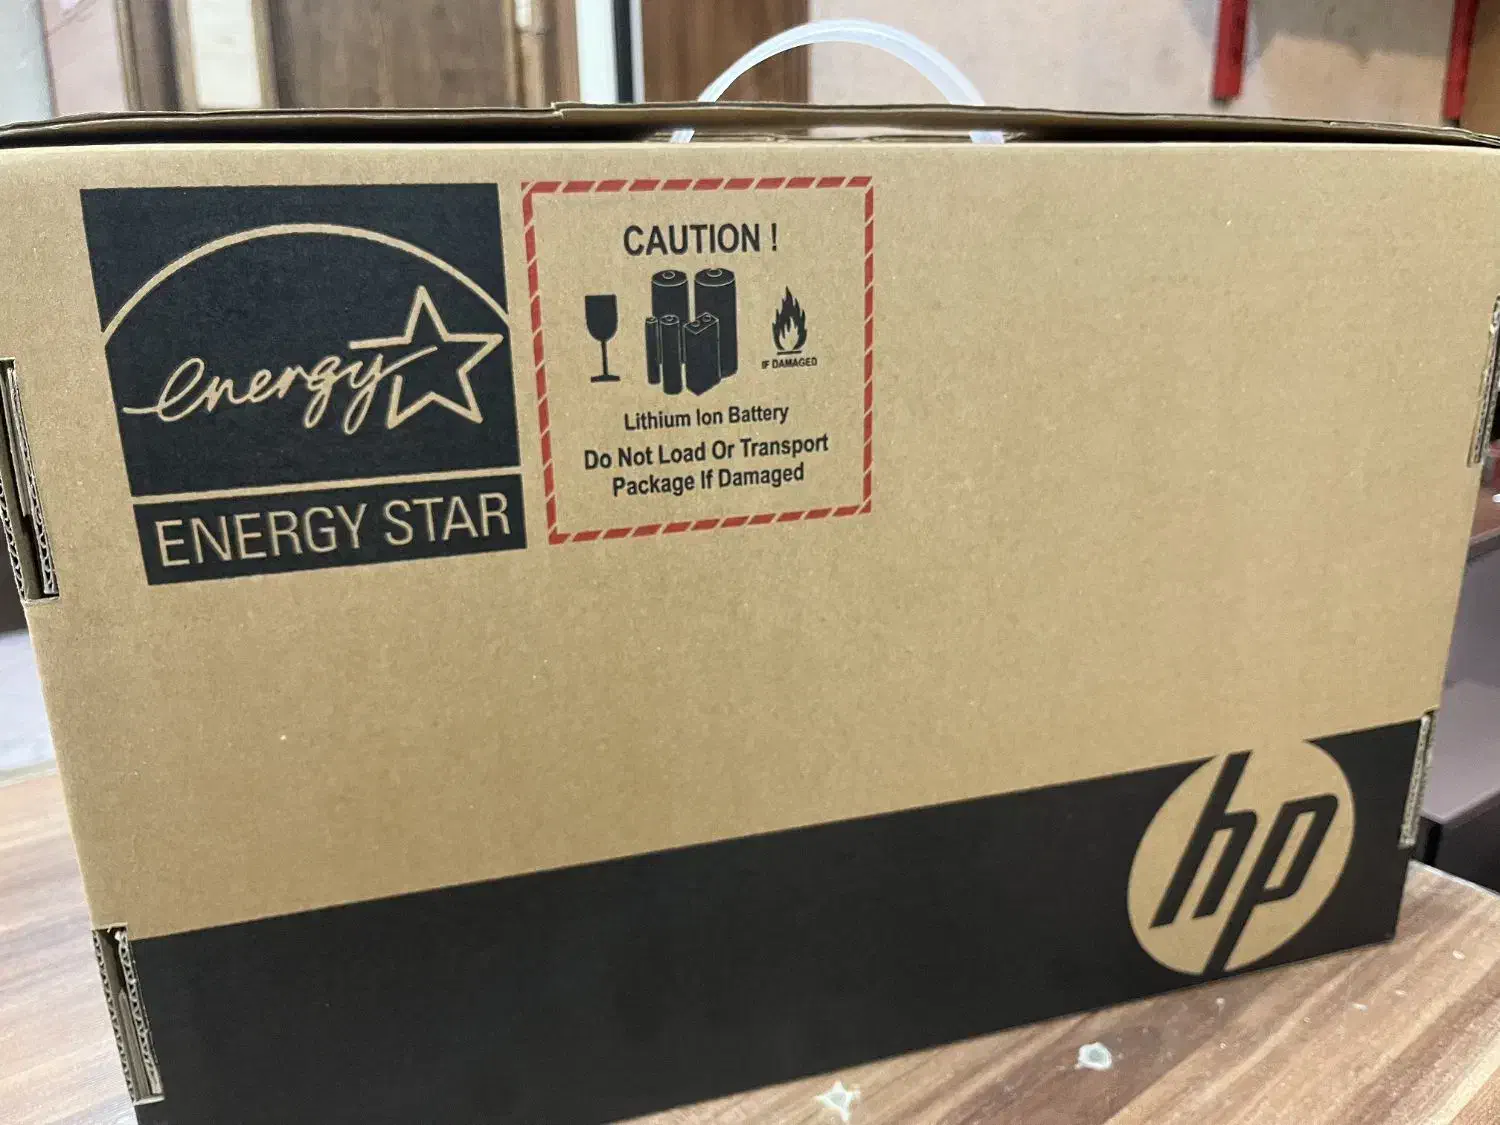 energy
ENERGY STAR
CAUTION !
IF DAMAGED
Lithium Ion Battery
Do Not Load Or Transport
Package If Damaged
hp